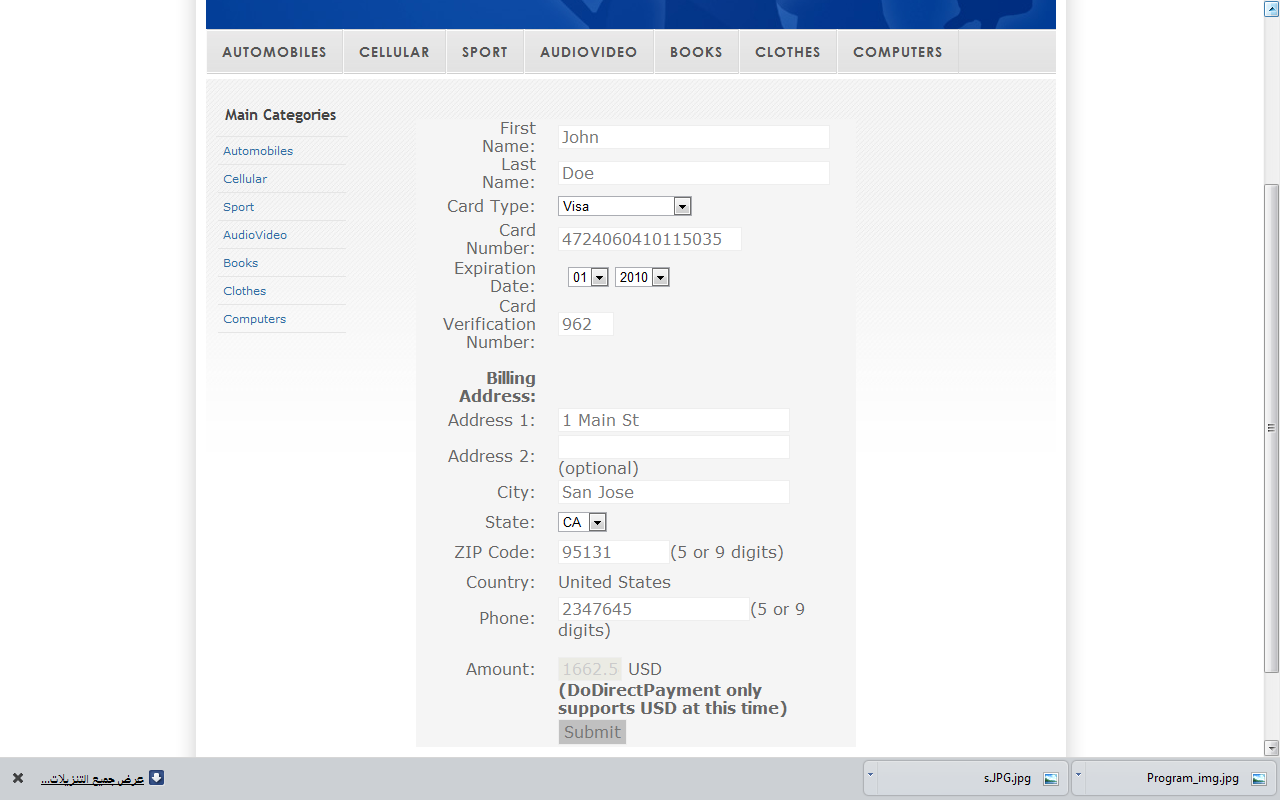 AUTOMOBILES CELLULAR SPORT AUDIOVIDEO BOOKS CLOTHES COMPUTERS
Main Categories
Automobiles
Cellular
Sport
AudioVideo
Books
Clothes
Computers
First
Name: John
Last
Name: Doe
Card Type: Visa
Card
Number: 4724060410115035
Expiration
Date: 01 2010
Card
Verification
Number: 962
Billing
Address:
Address 1: 1 Main St
Address 2:
(optional)
City: San Jose
State: CA
ZIP Code: 95131 (5 or 9 digits)
Country: United States
Phone: 2347645 (5 or 9
digits)
Amount: 1662.5 USD
(DoDirectPayment only
supports USD at this time)
Submit
عرض جميع التنزيلات... s.JPG.jpg Program_img.jpg